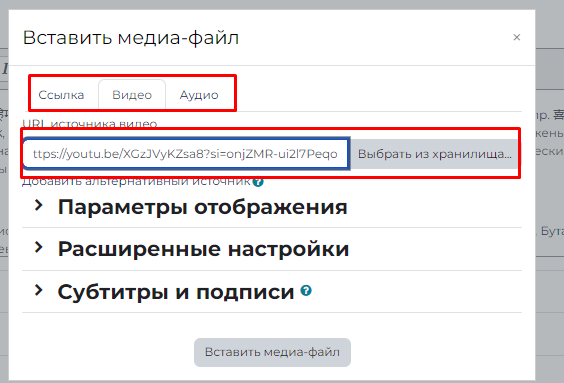 Вставить медиа-файл ×
Ссылка Видео Аудио
URL источника видео
ttps://youtu.be/XGzJVyKZsa8?si=onjZMR-ui2l7Peqo Выбрать из хранилища...
Добавить альтернативный источник ?
Параметры отображения
Расширенные настройки
Субтитры и подписи ?
Вставить медиа-файл